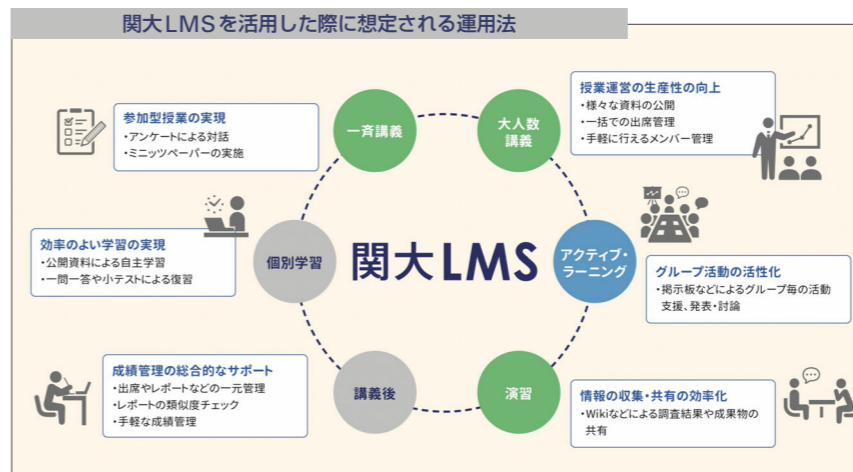 関大LMSを活用した際に想定される運用法
参加型授業の実現
・アンケートによる対話
・ミニッツペーパーの実施
一斉講義
大人数
講義
授業運営の生産性の向上
・様々な資料の公開
・一括での出席管理
・手軽に行えるメンバー管理
効率のよい学習の実現
・公開資料による自主学習
・一問一答や小テストによる復習
個別学習
関大LMS
アクティブ・
ラーニング
グループ活動の活性化
・掲示板などによるグループ毎の活動
支援、発表・討論
成績管理の総合的なサポート
・出席やレポートなどの一元管理
・レポートの類似度チェック
・手軽な成績管理
講義後
演習
情報の収集・共有の効率化
・Wikiなどによる調査結果や成果物の
共有